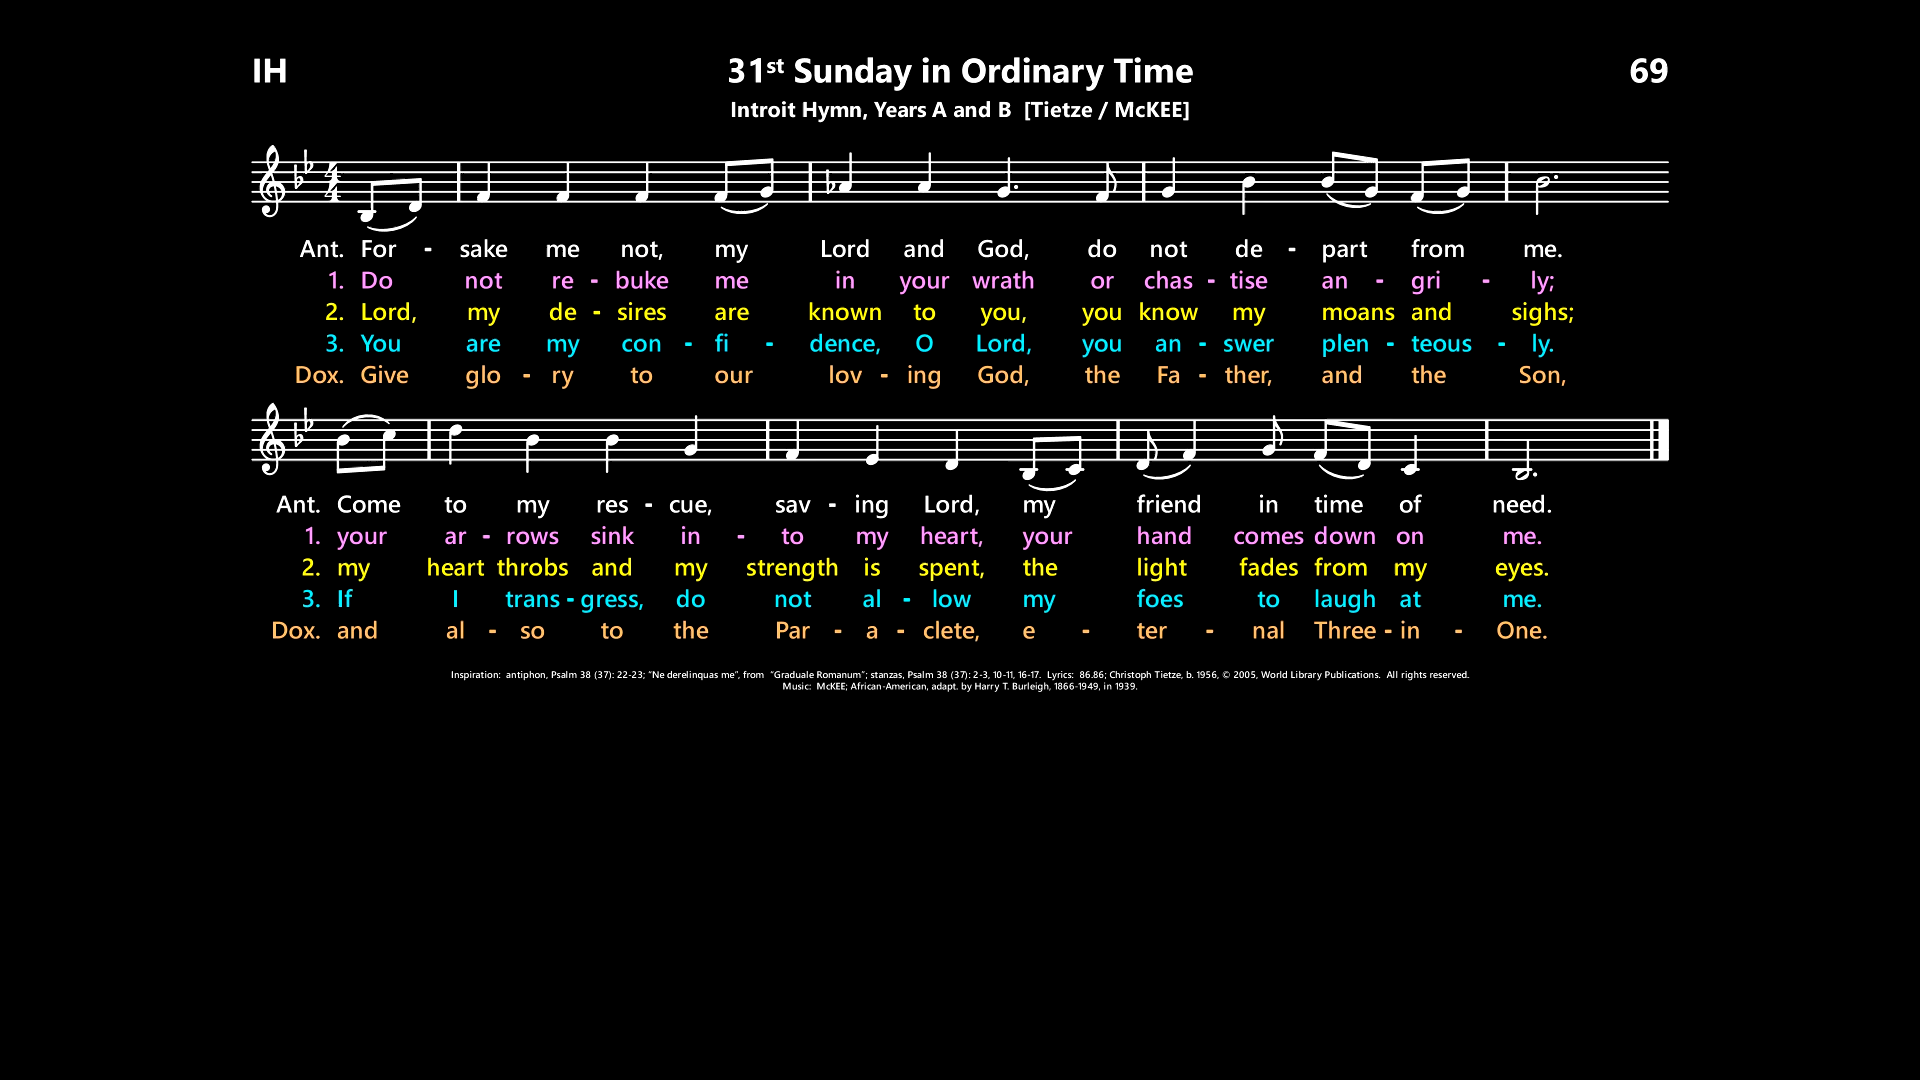 IH 31st Sunday in Ordinary Time 69
Introit Hymn, Years A and B [Tietze / McKEE]
Ant. For - sake me not, my Lord and God, do not de - part from me.
1. Do not re - buke me in your wrath or chas - tise an - gri - ly;
2. Lord, my de - sires are known to you, you know my moans and sighs;
3. You are my con - fi - dence, O Lord, you an - swer plen - teous - ly.
Dox. Give glo - ry to our lov - ing God, the Fa - ther, and the Son,
Ant. Come to my res - cue, sav - ing Lord, my friend in time of need.
1. your ar - rows sink in - to my heart, your hand comes down on me.
2. my heart throbs and my strength is spent, the light fades from my eyes.
3. If I trans - gress, do not al - low my foes to laugh at me.
Dox. and al - so to the Par - a - clete, e - ter - nal Three - in - One.
Inspiration: antiphon, Psalm 38 (37): 22-23; “Ne derelinquas me”, from “Graduale Romanum”; stanzas, Psalm 38 (37): 2-3, 10-11, 16-17. Lyrics: 86.86; Christoph Tietze, b. 1956, © 2005, World Library Publications. All rights reserved.
Music: McKEE; African-American, adapt. by Harry T. Burleigh, 1866-1949, in 1939.